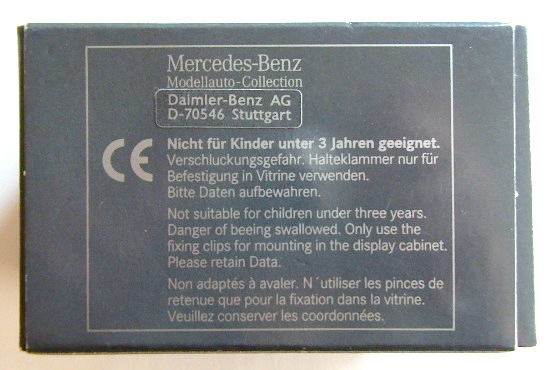 Mercedes-Benz
Modellauto-Collection
Daimler-Benz AG
D-70546 Stuttgart
CE
Nicht für Kinder unter 3 Jahren geeignet.
Verschluckungsgefahr. Halteklammer nur für
Befestigung in Vitrine verwenden.
Bitte Daten aufbewahren.
Not suitable for children under three years.
Danger of beeing swallowed. Only use the
fixing clips for mounting in the display cabinet.
Please retain Data.
Non adaptés à avaler. N´utiliser les pinces de
retenue que pour la fixation dans la vitrine.
Veuillez conserver les coordonnées.